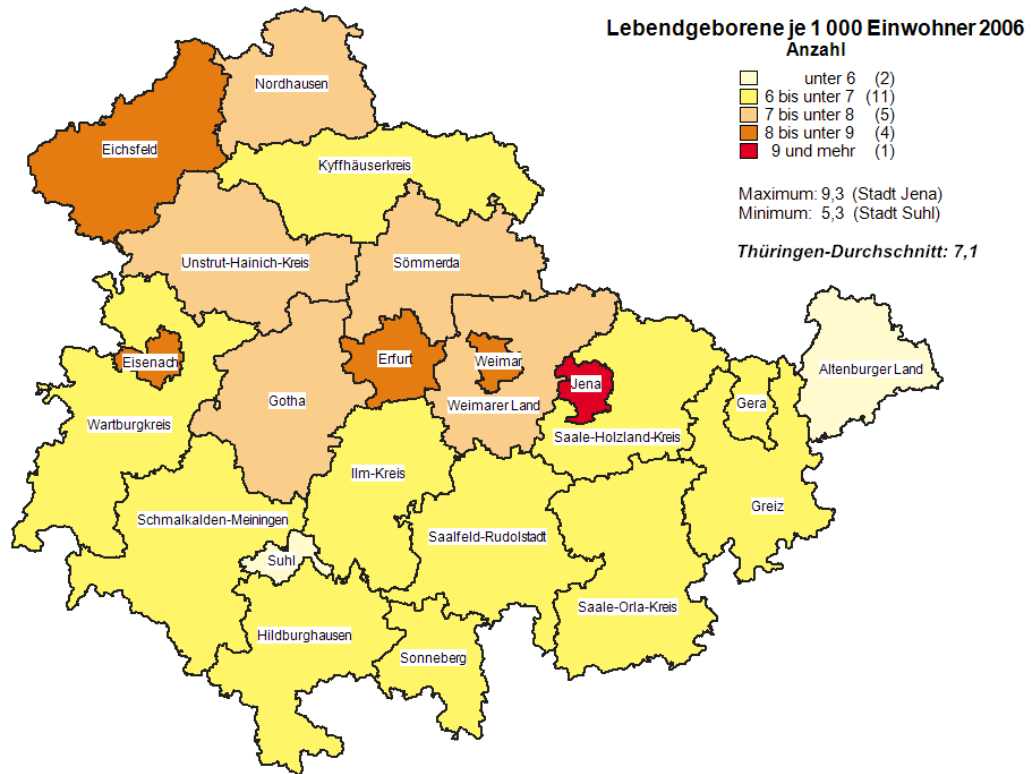 Lebendgeborene je 1 000 Einwohner 2006
Anzahl
unter 6 (2)
6 bis unter 7 (11)
7 bis unter 8 (5)
8 bis unter 9 (4)
9 und mehr (1)
Maximum: 9,3 (Stadt Jena)
Minimum: 5,3 (Stadt Suhl)
Thüringen-Durchschnitt: 7,1
Nordhausen
Eichsfeld
Kyffhäuserkreis
Unstrut-Hainich-Kreis
Sömmerda
Eisenach
Erfurt
Weimar
Altenburger Land
Jena
Gotha
Weimarer Land
Gera
Wartburgkreis
Saale-Holzland-Kreis
Ilm-Kreis
Greiz
Schmalkalden-Meiningen
Saalfeld-Rudolstadt
Suhl
Saale-Orla-Kreis
Hildburghausen
Sonneberg